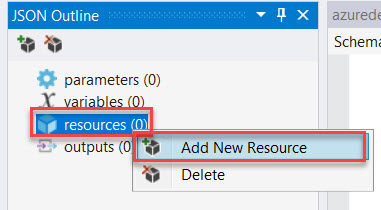 JSON Outline
azurede
Schema
parameters (0)
variables (0)
resources (0)
outputs (0)
Add New Resource
Delete